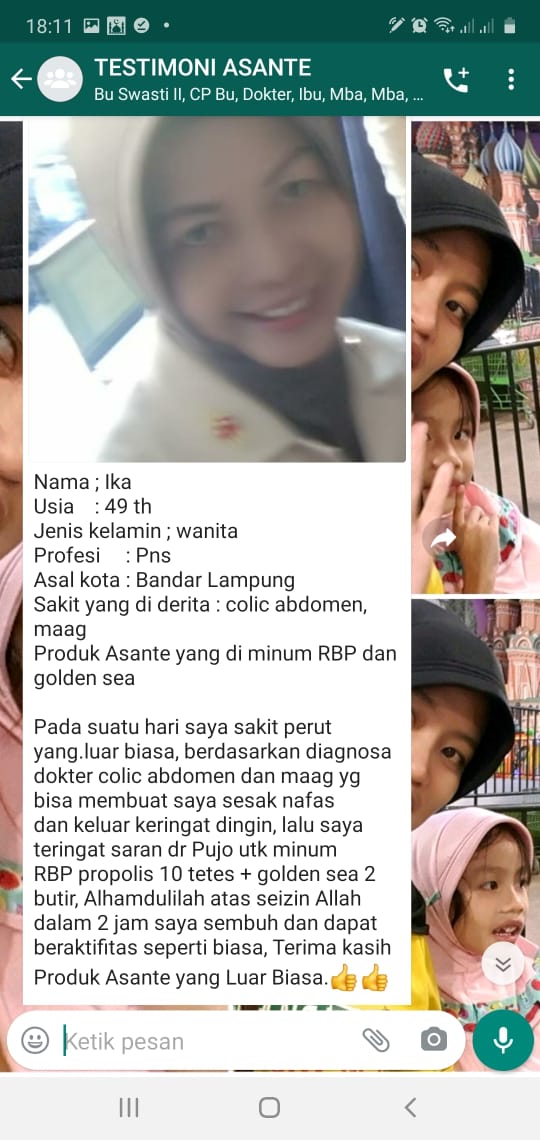 18:11
TESTIMONI ASANTE
Bu Swasti II, CP Bu, Dokter, Ibu, Mba, Mba, ...
Nama ; Ika
Usia : 49 th
Jenis kelamin ; wanita
Profesi : Pns
Asal kota : Bandar Lampung
Sakit yang di derita : colic abdomen,
maag
Produk Asante yang di minum RBP dan
golden sea
Pada suatu hari saya sakit perut
yang.luar biasa, berdasarkan diagnosa
dokter colic abdomen dan maag yg
bisa membuat saya sesak nafas
dan keluar keringat dingin, lalu saya
teringat saran dr Pujo utk minum
RBP propolis 10 tetes + golden sea 2
butir, Alhamdulilah atas seizin Allah
dalam 2 jam saya sembuh dan dapat
beraktifitas seperti biasa, Terima kasih
Produk Asante yang Luar Biasa.👍👍
Ketik pesan